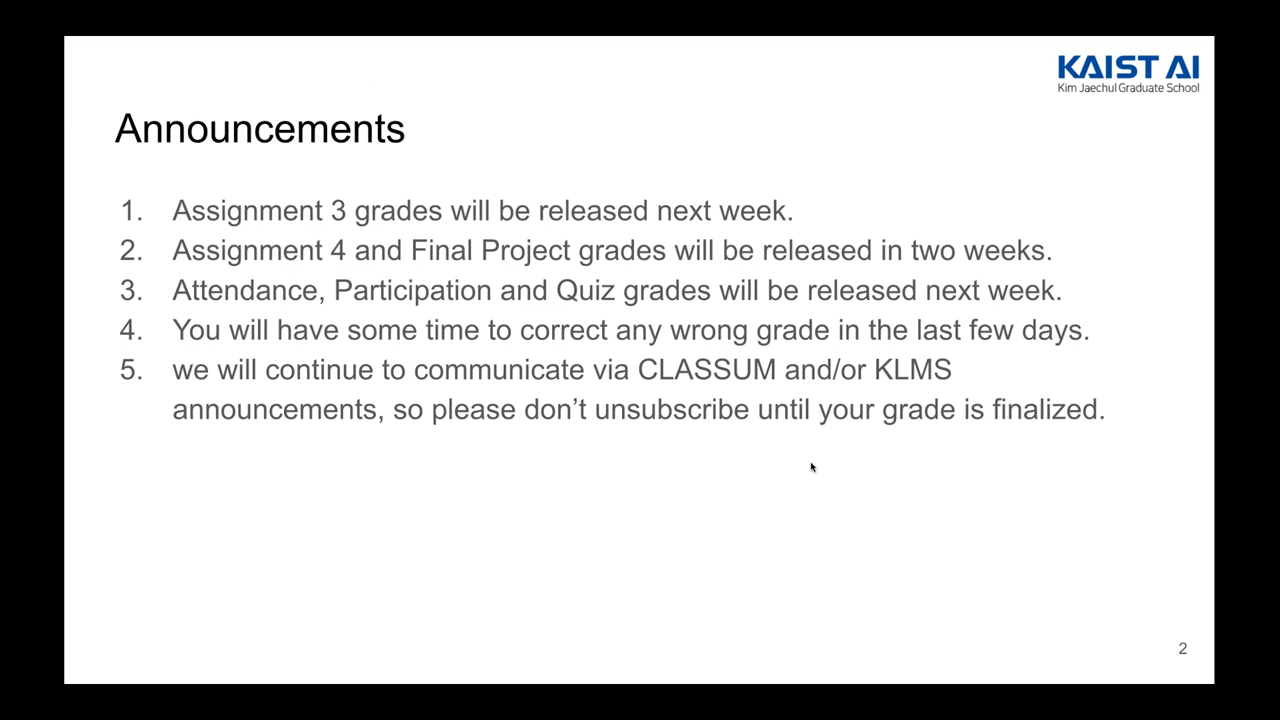 KAIST AI
Kim Jaechul Graduate School
Announcements
1. Assignment 3 grades will be released next week.
2. Assignment 4 and Final Project grades will be released in two weeks.
3. Attendance, Participation and Quiz grades will be released next week.
4. You will have some time to correct any wrong grade in the last few days.
5. we will continue to communicate via CLASSUM and/or KLMS
announcements, so please don’t unsubscribe until your grade is finalized.
2